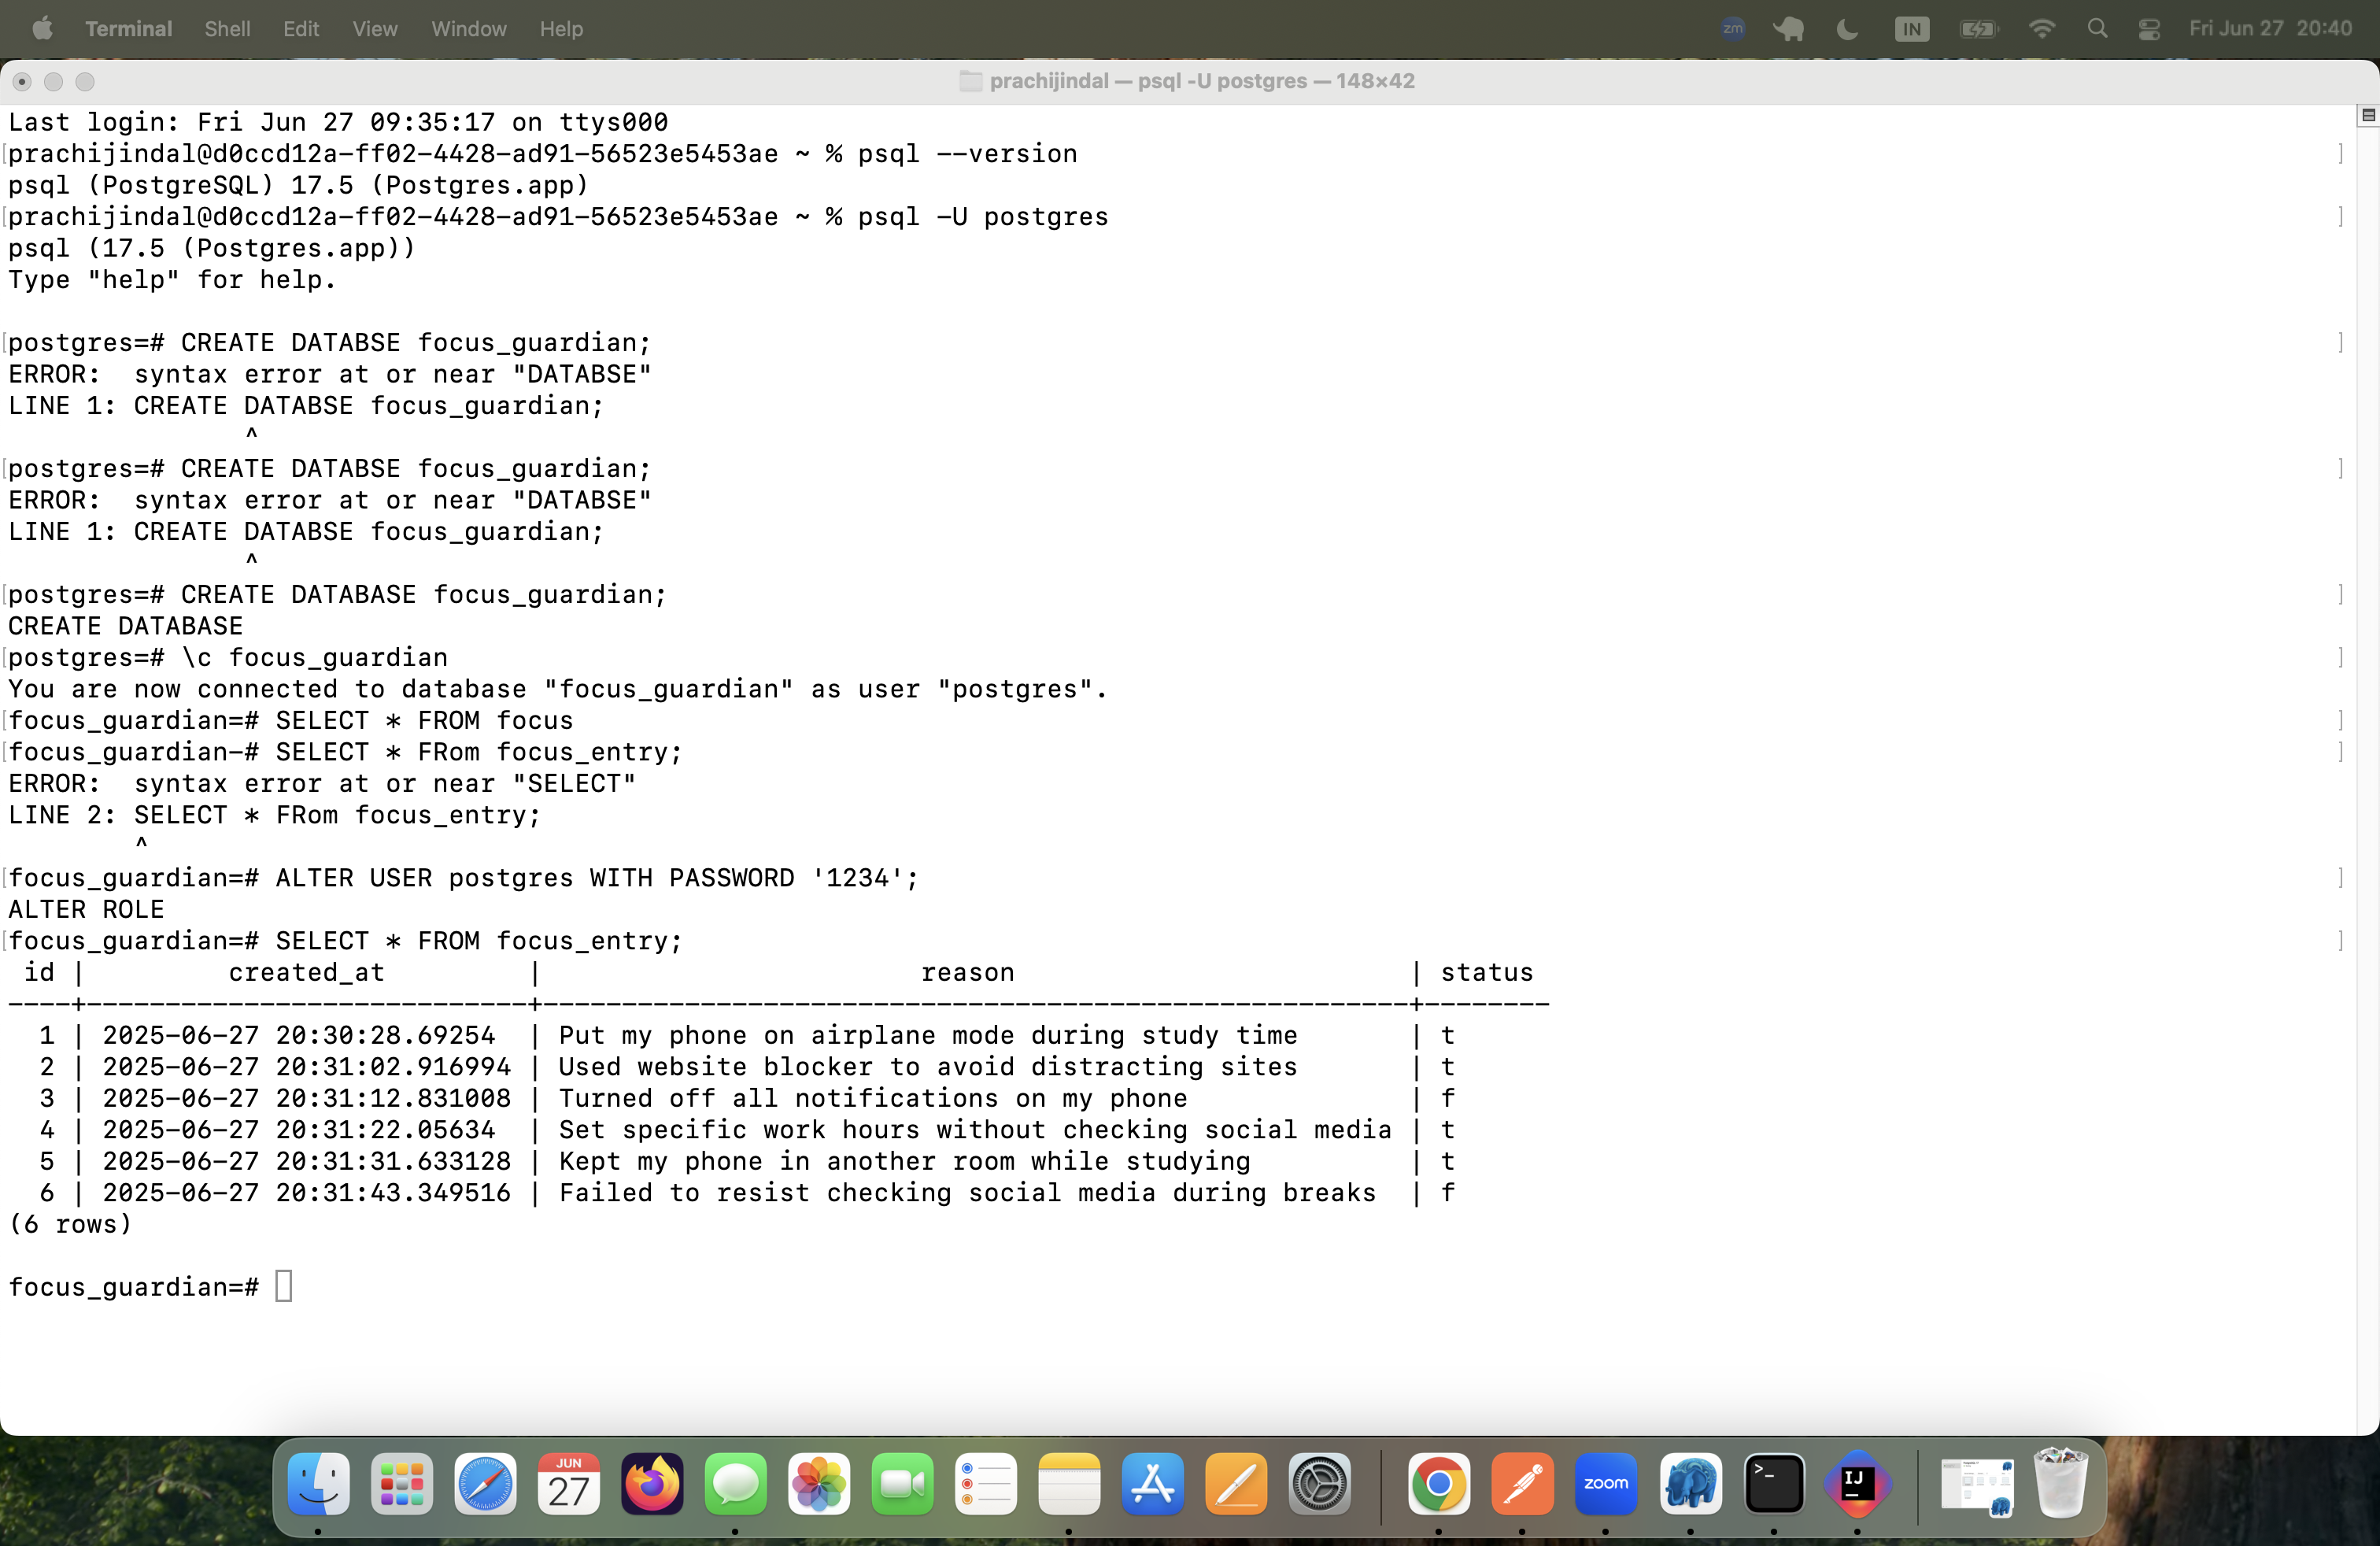 Terminal Shell Edit View Window Help zm IN Fri Jun 27 20:40
prachijindal — psql -U postgres — 148×42
Last login: Fri Jun 27 09:35:17 on ttys000
[prachijindal@d0ccd12a-ff02-4428-ad91-56523e5453ae ~ % psql --version ]
psql (PostgreSQL) 17.5 (Postgres.app)
[prachijindal@d0ccd12a-ff02-4428-ad91-56523e5453ae ~ % psql -U postgres ]
psql (17.5 (Postgres.app))
Type "help" for help.
[postgres=# CREATE DATABSE focus_guardian; ]
ERROR:  syntax error at or near "DATABSE"
LINE 1: CREATE DATABSE focus_guardian;
^
[postgres=# CREATE DATABSE focus_guardian; ]
ERROR:  syntax error at or near "DATABSE"
LINE 1: CREATE DATABSE focus_guardian;
^
[postgres=# CREATE DATABASE focus_guardian; ]
CREATE DATABASE
[postgres=# \c focus_guardian ]
You are now connected to database "focus_guardian" as user "postgres".
[focus_guardian=# SELECT * FROM focus ]
[focus_guardian-# SELECT * FRom focus_entry; ]
ERROR:  syntax error at or near "SELECT"
LINE 2: SELECT * FRom focus_entry;
^
[focus_guardian=# ALTER USER postgres WITH PASSWORD '1234'; ]
ALTER ROLE
[focus_guardian=# SELECT * FROM focus_entry; ]
 id |         created_at         |                        reason                         | status
----+----------------------------+-------------------------------------------------------+--------
  1 | 2025-06-27 20:30:28.69254  | Put my phone on airplane mode during study time       | t
  2 | 2025-06-27 20:31:02.916994 | Used website blocker to avoid distracting sites       | t
  3 | 2025-06-27 20:31:12.831008 | Turned off all notifications on my phone              | f
  4 | 2025-06-27 20:31:22.05634  | Set specific work hours without checking social media | t
  5 | 2025-06-27 20:31:31.633128 | Kept my phone in another room while studying          | t
  6 | 2025-06-27 20:31:43.349516 | Failed to resist checking social media during breaks  | f
(6 rows)
focus_guardian=#
JUN
27
zoom
>_
IJ